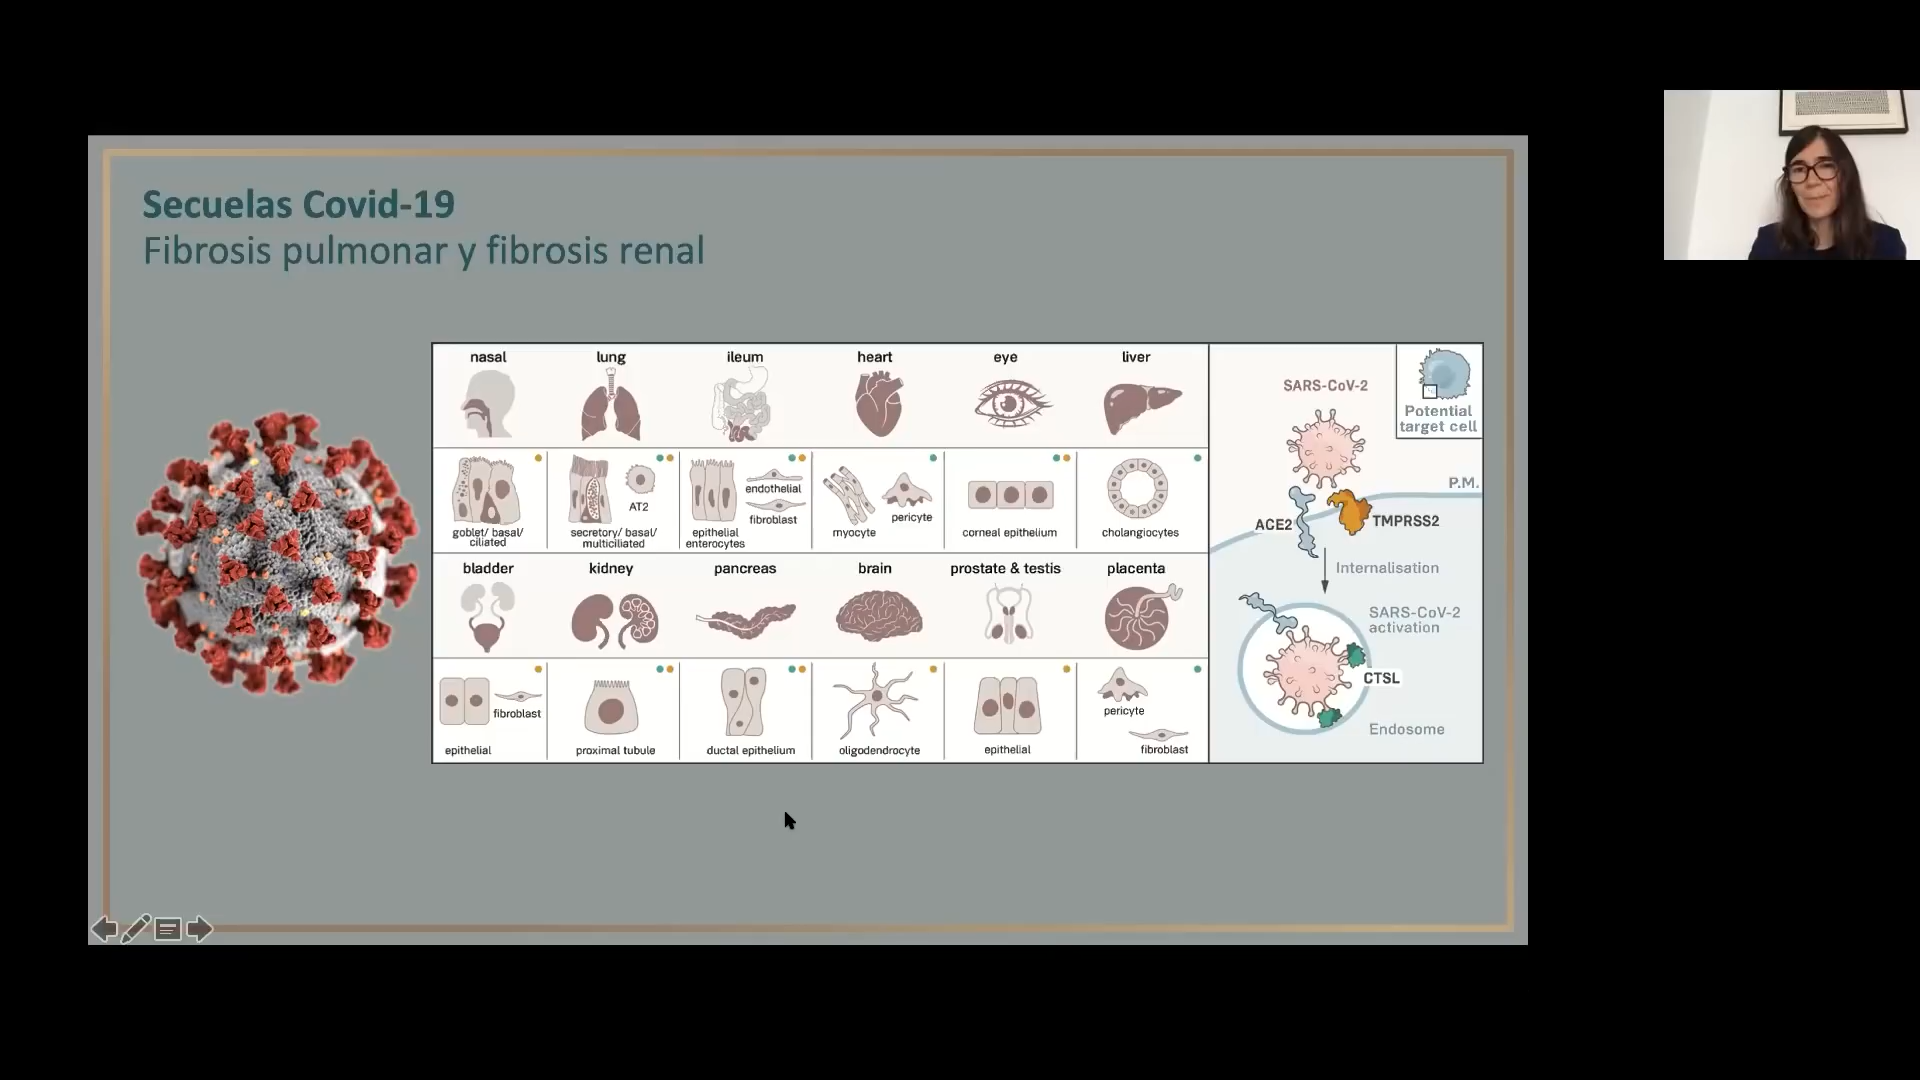 Secuelas Covid-19
Fibrosis pulmonar y fibrosis renal
nasal
lung
ileum
heart
eye
liver
goblet/ basal/
ciliated
AT2
secretory/ basal/
multiciliated
endothelial
fibroblast
epithelial
enterocytes
pericyte
myocyte
corneal epithelium
cholangiocytes
bladder
kidney
pancreas
brain
prostate & testis
placenta
fibroblast
epithelial
proximal tubule
ductal epithelium
oligodendrocyte
epithelial
pericyte
fibroblast
SARS-CoV-2
Potential
target cell
P.M.
ACE2
TMPRSS2
Internalisation
SARS-CoV-2
activation
CTSL
Endosome